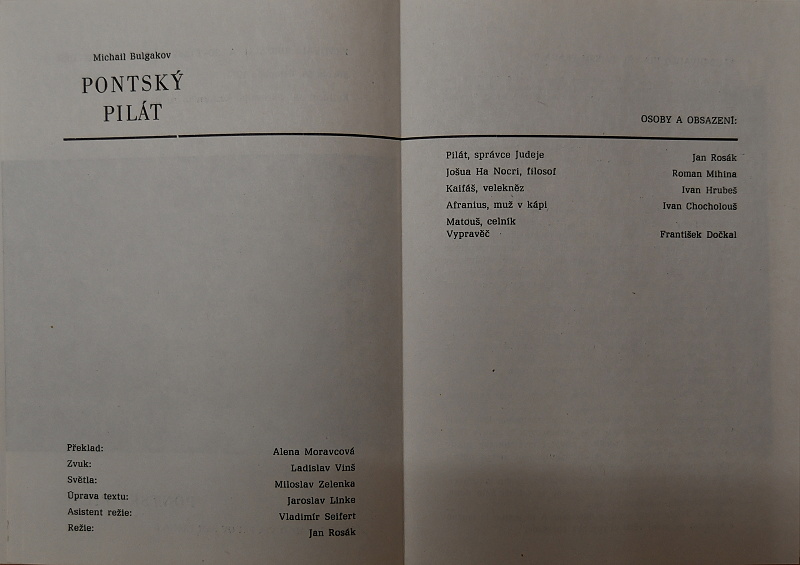 Michail Bulgakov
PONTSKÝ
PILÁT
Překlad: Alena Moravcová
Zvuk: Ladislav Vinš
Světla: Miloslav Zelenka
Úprava textu: Jaroslav Linke
Asistent režie: Vladimír Seifert
Režie: Jan Rosák
OSOBY A OBSAZENÍ:
Pilát, správce Judeje Jan Rosák
Jošua Ha Nocri, filosof Roman Mihina
Kaifáš, velekněz Ivan Hrubeš
Afranius, muž v kápi Ivan Chocholouš
Matouš, celník
Vypravěč František Dočkal